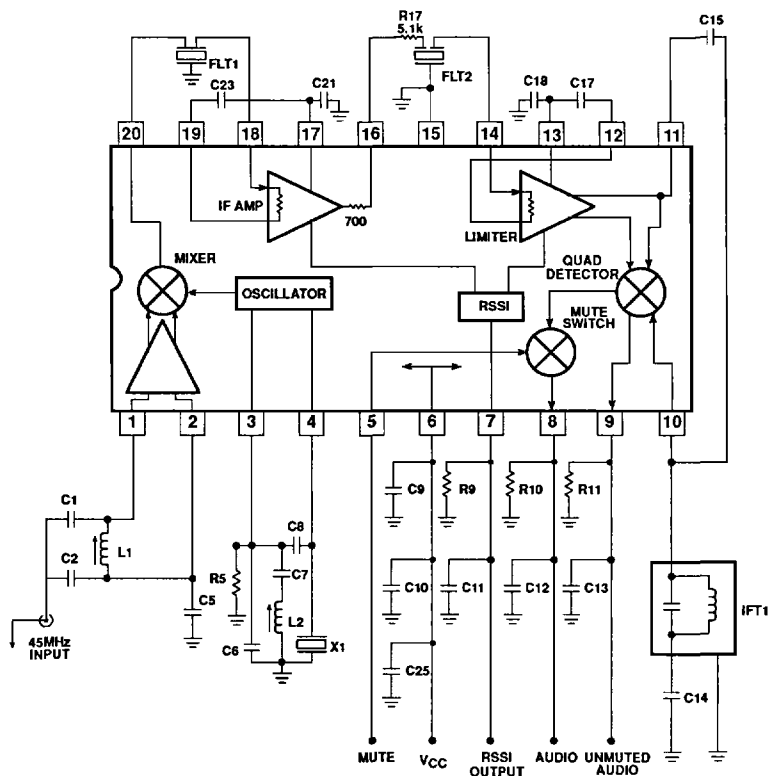 R17
5.1k
C15
FLT1
FLT2
C23
C21
C18
C17
20
19
18
17
16
15
14
13
12
11
IF AMP
700
LIMITER
MIXER
QUAD
DETECTOR
OSCILLATOR
RSSI
MUTE
SWITCH
1
2
3
4
5
6
7
8
9
10
C1
C2
L1
C5
45MHz
INPUT
R5
C6
C8
C7
L2
X1
C9
R9
R10
R11
C10
C11
C12
C13
C25
IFT1
C14
MUTE
VCC
RSSI
OUTPUT
AUDIO
UNMUTED
AUDIO